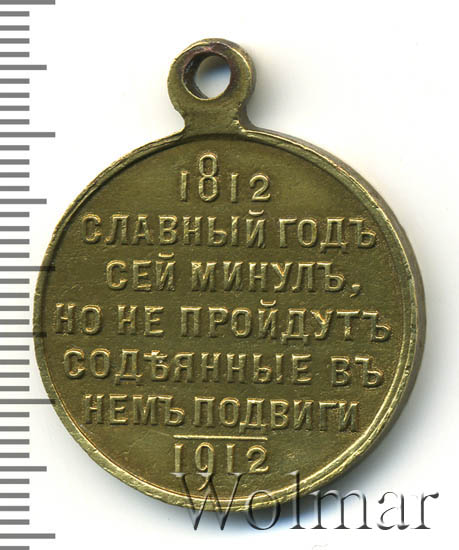 1812
СЛАВНЫЙ ГОДЪ
СЕЙ МИНУЛЪ,
НО НЕ ПРОЙДУТЪ
СОДѢЯННЫЕ ВЪ
НЕМЪ ПОДВИГИ
1912
Wolmar